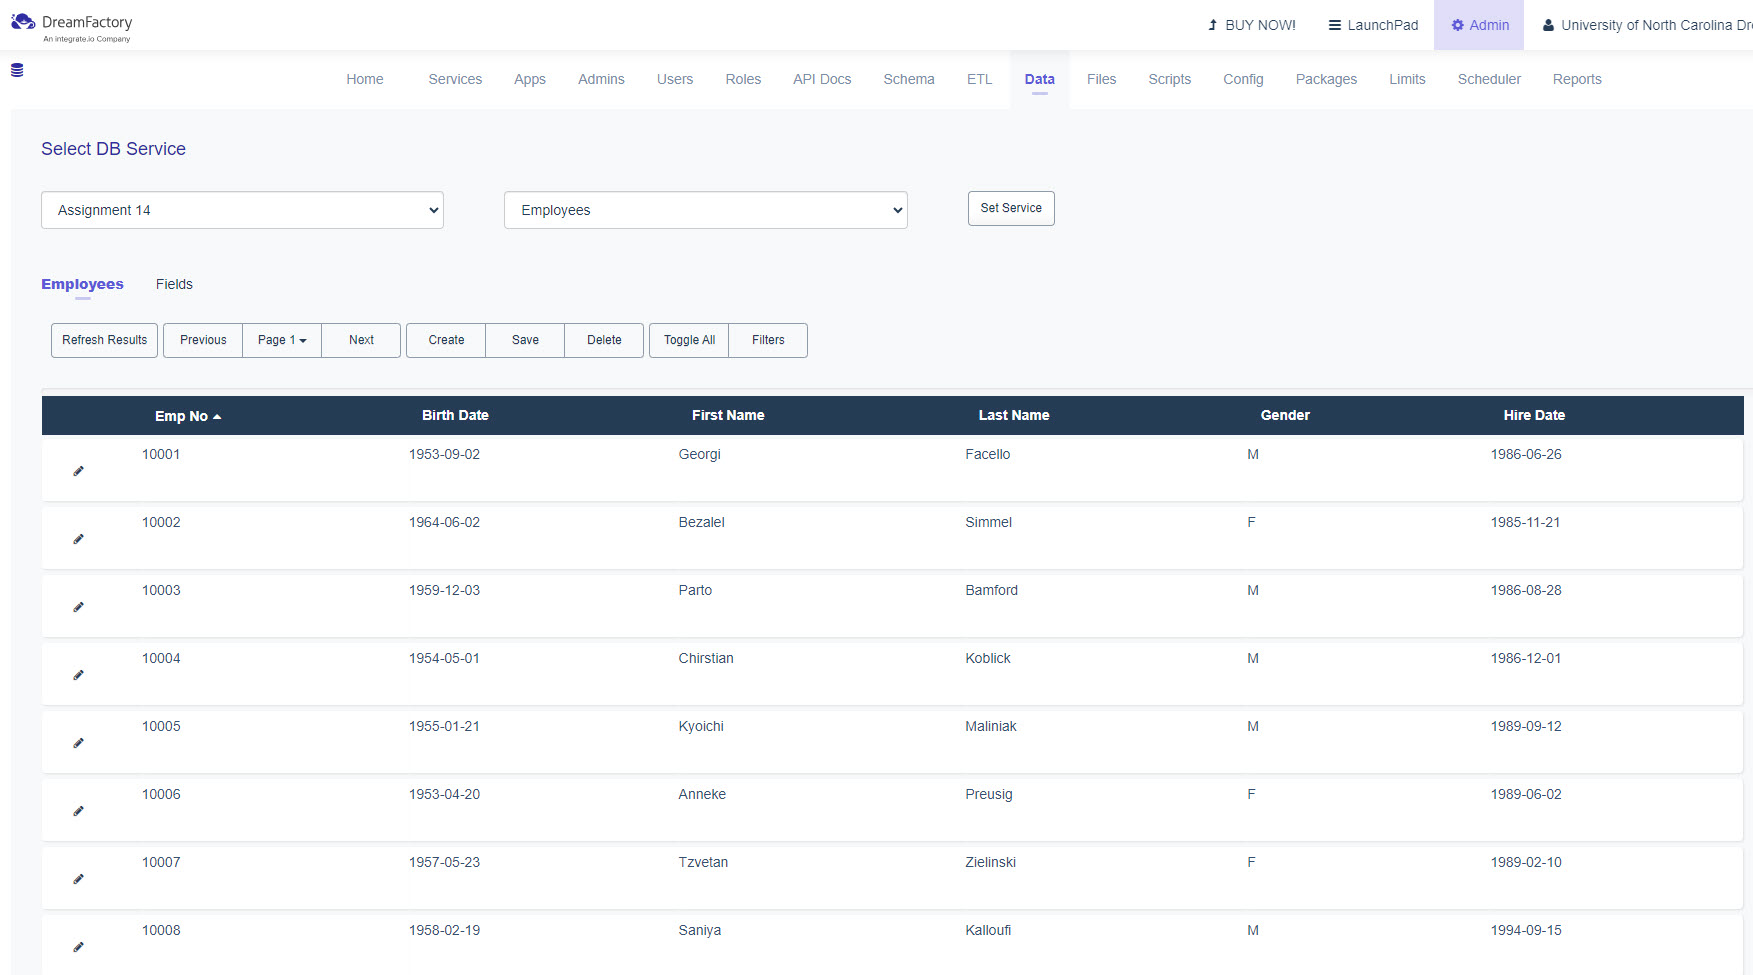 DreamFactory
An integrate.io Company
BUY NOW! LaunchPad Admin University of North Carolina
Home Services Apps Admins Users Roles API Docs Schema ETL Data Files Scripts Config Packages Limits Scheduler Reports
Select DB Service
Assignment 14 Employees Set Service
Employees Fields
Refresh Results Previous Page 1 Next Create Save Delete Toggle All Filters
Emp No Birth Date First Name Last Name Gender Hire Date
10001 1953-09-02 Georgi Facello M 1986-06-26
10002 1964-06-02 Bezalel Simmel F 1985-11-21
10003 1959-12-03 Parto Bamford M 1986-08-28
10004 1954-05-01 Chirstian Koblick M 1986-12-01
10005 1955-01-21 Kyoichi Maliniak M 1989-09-12
10006 1953-04-20 Anneke Preusig F 1989-06-02
10007 1957-05-23 Tzvetan Zielinski F 1989-02-10
10008 1958-02-19 Saniya Kalloufi M 1994-09-15